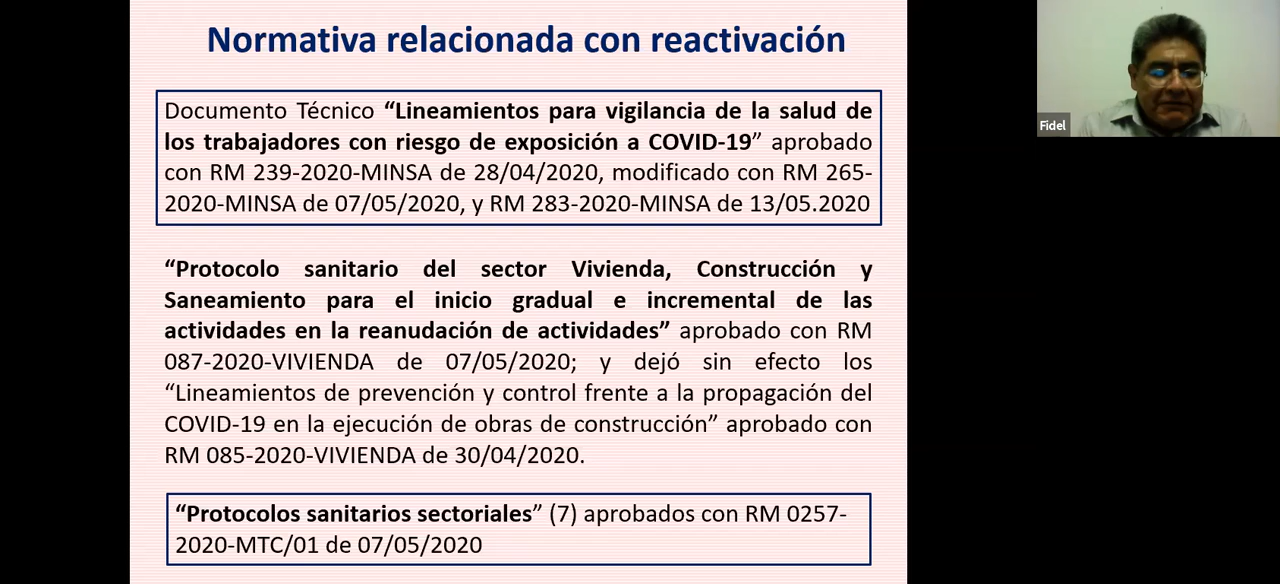 Normativa relacionada con reactivación
Documento Técnico “Lineamientos para vigilancia de la salud de
los trabajadores con riesgo de exposición a COVID-19” aprobado
con RM 239-2020-MINSA de 28/04/2020, modificado con RM 265-
2020-MINSA de 07/05/2020, y RM 283-2020-MINSA de 13/05.2020
“Protocolo sanitario del sector Vivienda, Construcción y
Saneamiento para el inicio gradual e incremental de las
actividades en la reanudación de actividades” aprobado con RM
087-2020-VIVIENDA de 07/05/2020; y dejó sin efecto los
“Lineamientos de prevención y control frente a la propagación del
COVID-19 en la ejecución de obras de construcción” aprobado con
RM 085-2020-VIVIENDA de 30/04/2020.
“Protocolos sanitarios sectoriales” (7) aprobados con RM 0257-
2020-MTC/01 de 07/05/2020
Fidel